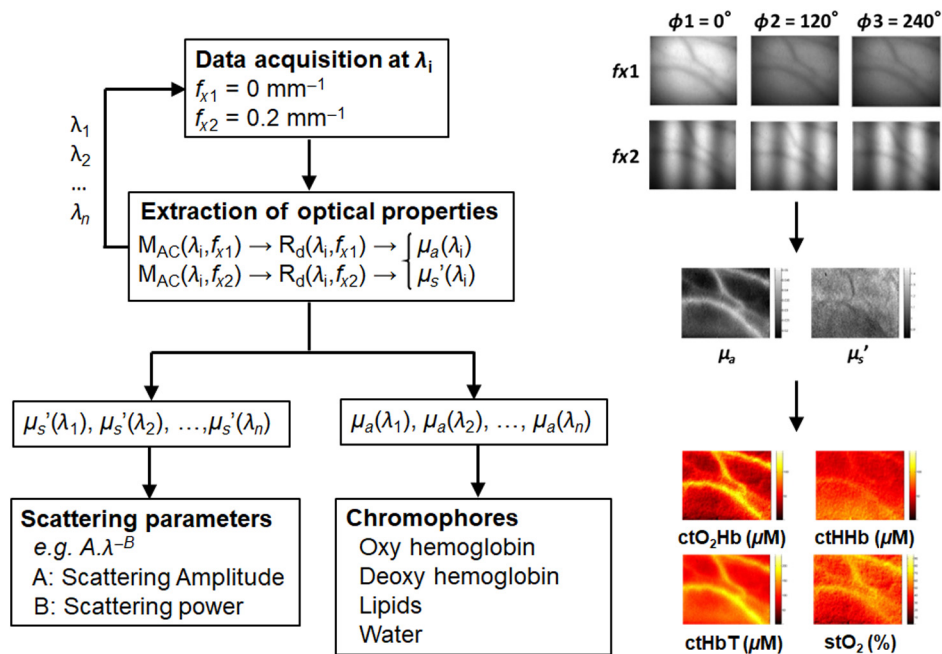 Data acquisition at λi
fx1 = 0 mm−1
fx2 = 0.2 mm−1
λ1
λ2
...
λn
Extraction of optical properties
MAC(λi,fx1) → Rd(λi,fx1) → μa(λi)
MAC(λi,fx2) → Rd(λi,fx2) → μs'(λi)
μs'(λ1), μs'(λ2), …,μs'(λn)
μa(λ1), μa(λ2), …, μa(λn)
Scattering parameters
e.g. A.λ−B
A: Scattering Amplitude
B: Scattering power
Chromophores
Oxy hemoglobin
Deoxy hemoglobin
Lipids
Water
ϕ1 = 0° ϕ2 = 120° ϕ3 = 240°
fx1
fx2
μa μs'
ctO2Hb (μM) ctHHb (μM)
ctHbT (μM) stO2 (%)